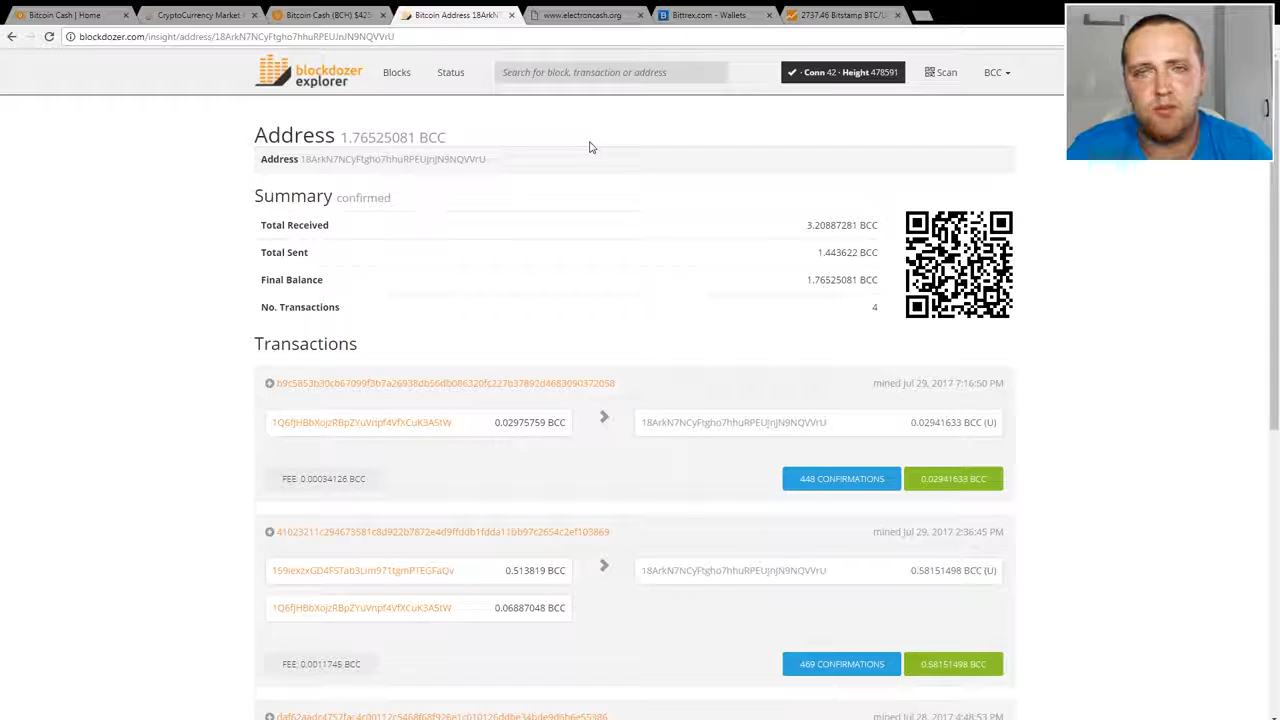 Bitcoin Cash | Home
CryptoCurrency Market
Bitcoin Cash (BCH) $425
Bitcoin Address 18ArkN7
www.electroncash.org
Bittrex.com - Wallets
2737.46 Bitstamp BTC/U
blockdozer.com/insight/address/18ArkN7NCyFtgho7hhuRPEUJnJN9NQVVrU
blockdozer
explorer
Blocks
Status
Search for block, transaction or address
· Conn 42 · Height 478591
Scan
BCC
Address 1.76525081 BCC
Address 18ArkN7NCyFtgho7hhuRPEUJnJN9NQVVrU
Summary confirmed
Total Received 3.20887281 BCC
Total Sent 1.443622 BCC
Final Balance 1.76525081 BCC
No. Transactions 4
Transactions
mined Jul 29, 2017 7:16:50 PM
1Q6fJHBbXojzRBpZYuVnpf4VfXCuK3A5tW 0.02975759 BCC
18ArkN7NCyFtgho7hhuRPEUJnJN9NQVVrU 0.02941633 BCC (U)
FEE: 0.00034126 BCC
448 CONFIRMATIONS
0.02941633 BCC
mined Jul 29, 2017 2:36:45 PM
0.513819 BCC
18ArkN7NCyFtgho7hhuRPEUJnJN9NQVVrU 0.58151498 BCC (U)
1Q6fJHBbXojzRBpZYuVnpf4VfXCuK3A5tW 0.06887048 BCC
FEE: 0.0011745 BCC
469 CONFIRMATIONS
0.58151498 BCC
mined Jul 28, 2017 4:48:53 PM